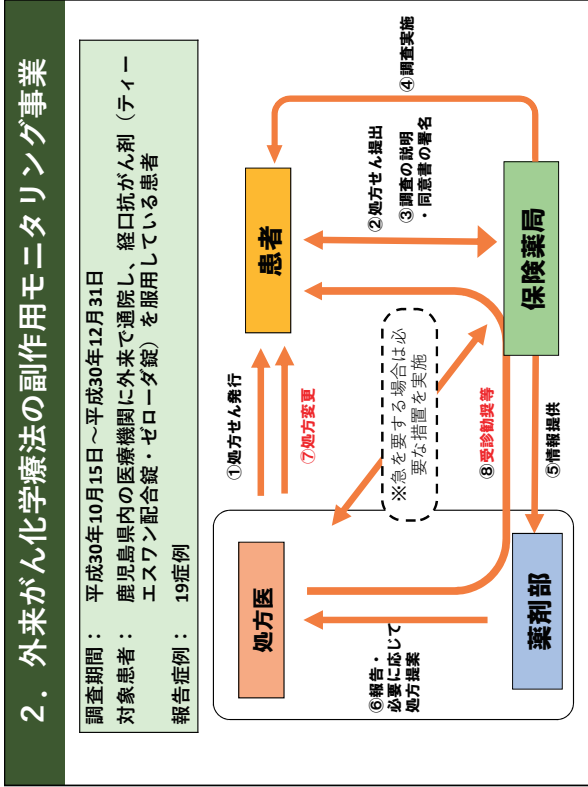 2．外来がん化学療法の副作用モニタリング事業
調査期間： 平成30年10月15日～平成30年12月31日
対象患者： 鹿児島県内の医療機関に外来で通院し、経口抗がん剤（ティー
エスワン配合錠・ゼローダ錠）を服用している患者
報告症例： 19症例
処方医
①処方せん発行
⑦処方変更
患者
※急を要する場合は必
要な措置を実施
②処方せん提出
③調査の説明
・同意書の署名
④調査実施
⑥報告・
必要に応じて
処方提案
⑧受診勧奨等
薬剤部
⑤情報提供
保険薬局